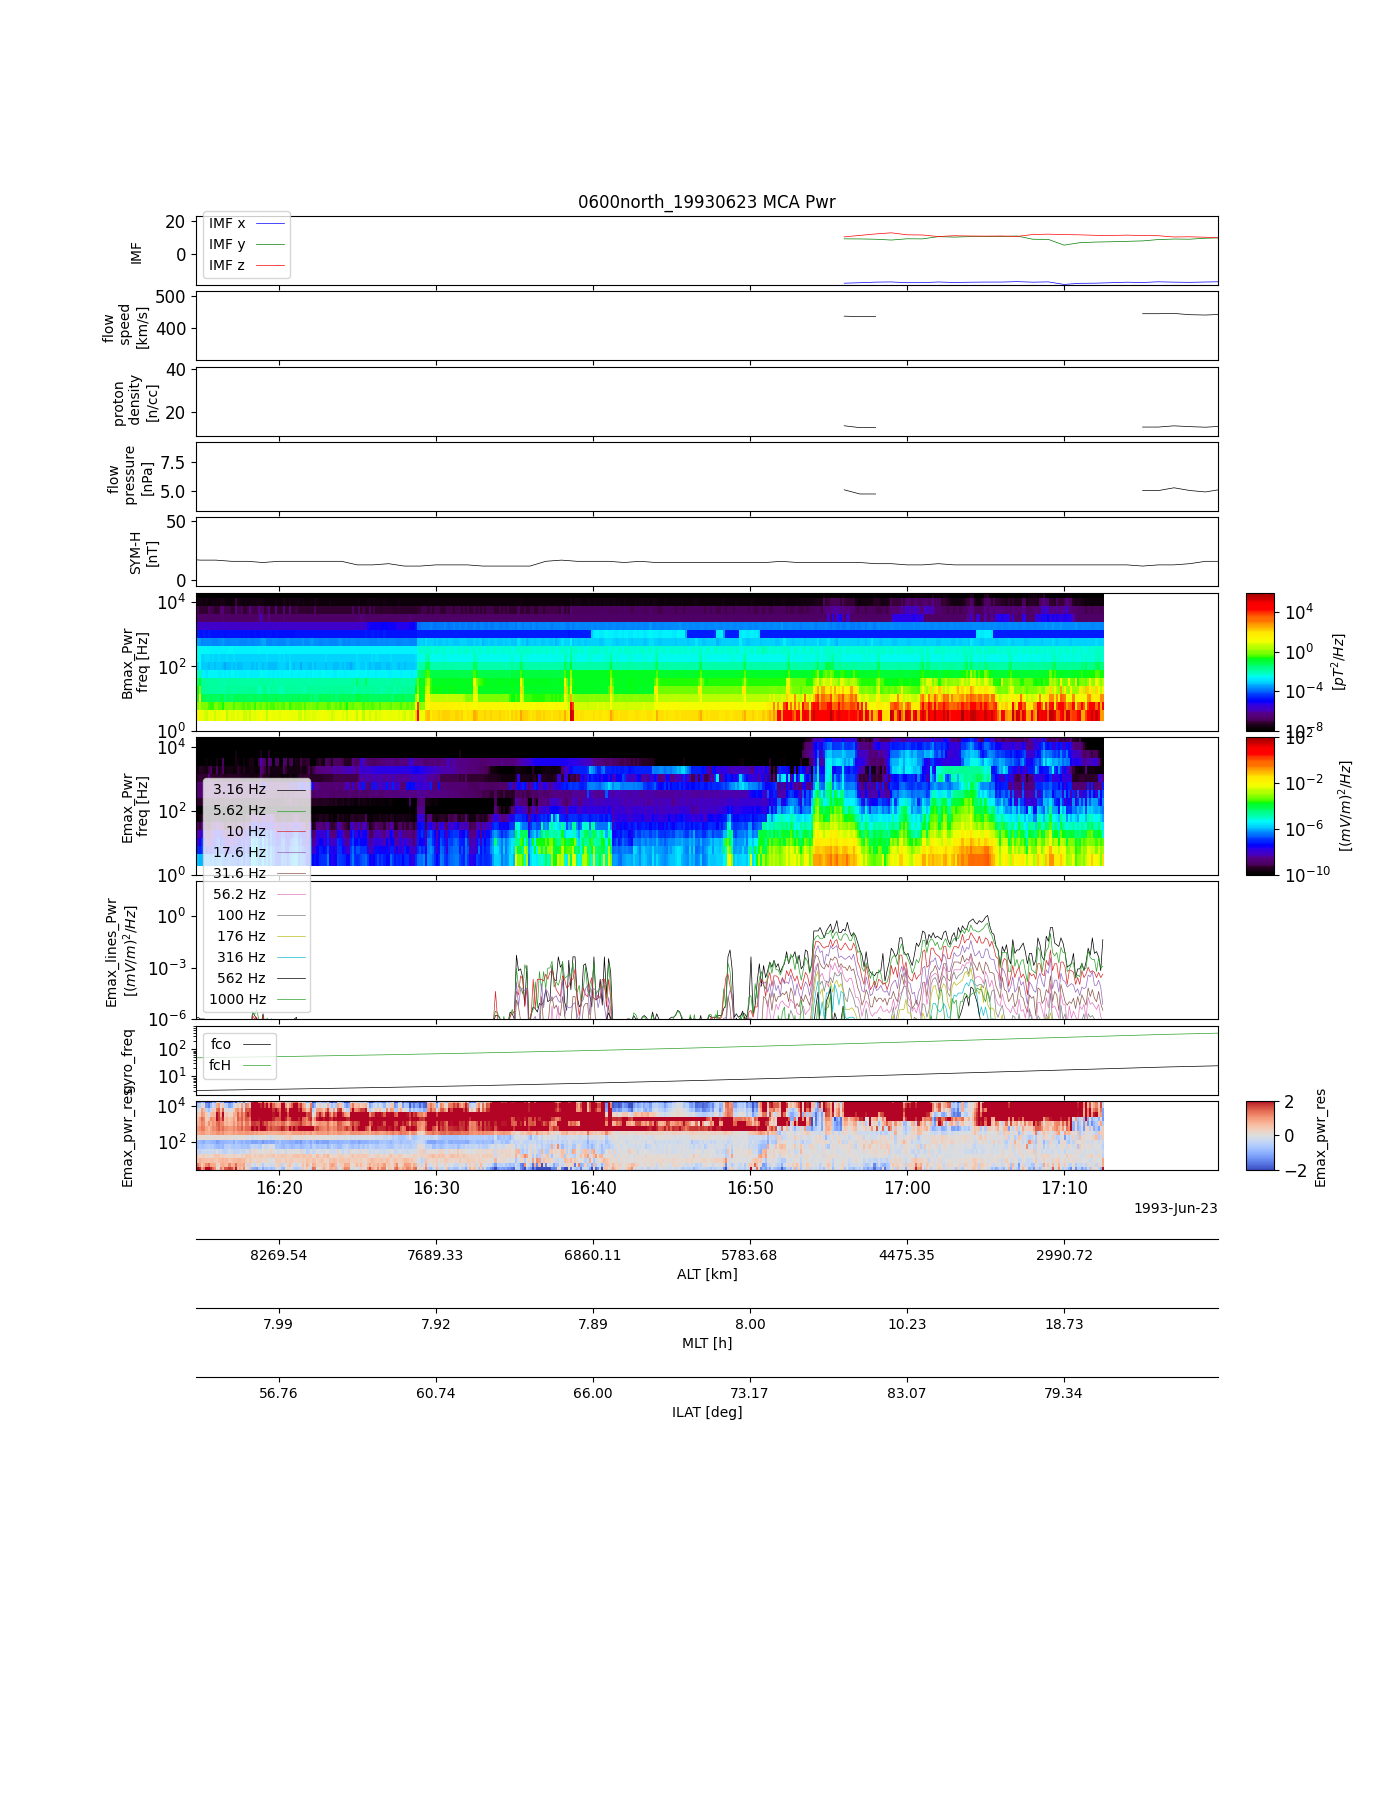 0600north_19930623 MCA Pwr
20
0
IMF
IMF x
IMF y
IMF z
500
400
flow
speed
[km/s]
40
20
proton
density
[n/cc]
7.5
5.0
flow
pressure
[nPa]
50
0
SYM-H
[nT]
10^4
10^2
10^0
Bmax_Pwr
freq [Hz]
10^4
10^0
10^-4
10^-8
[pT^2/Hz]
10^4
10^2
10^0
Emax_Pwr
freq [Hz]
10^2
10^-2
10^-6
10^-10
[(mV/m)^2/Hz]
3.16 Hz
5.62 Hz
10 Hz
17.6 Hz
31.6 Hz
56.2 Hz
100 Hz
176 Hz
316 Hz
562 Hz
1000 Hz
10^0
10^-3
10^-6
Emax_lines_Pwr
[(mV/m)^2/Hz]
10^2
10^1
gyro_freq
fco
fcH
10^4
10^2
Emax_pwr_res
2
0
−2
Emax_pwr_res
16:20 16:30 16:40 16:50 17:00 17:10
1993-Jun-23
8269.54 7689.33 6860.11 5783.68 4475.35 2990.72
ALT [km]
7.99 7.92 7.89 8.00 10.23 18.73
MLT [h]
56.76 60.74 66.00 73.17 83.07 79.34
ILAT [deg]